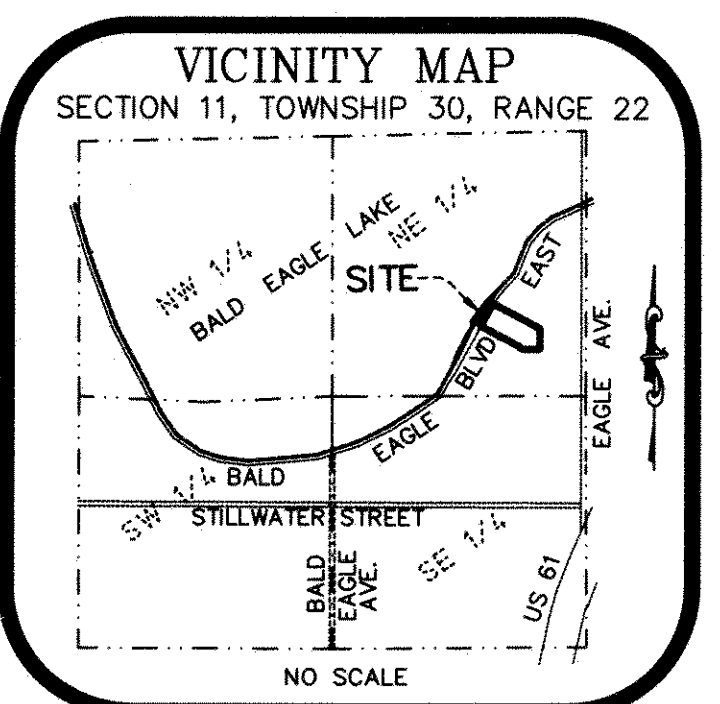 VICINITY MAP
SECTION 11, TOWNSHIP 30, RANGE 22
NW 1/4
NE 1/4
BALD EAGLE LAKE
SITE
BALD EAGLE BLVD EAST
EAGLE AVE.
SW 1/4
STILLWATER STREET
SE 1/4
BALD EAGLE AVE.
US 61
NO SCALE